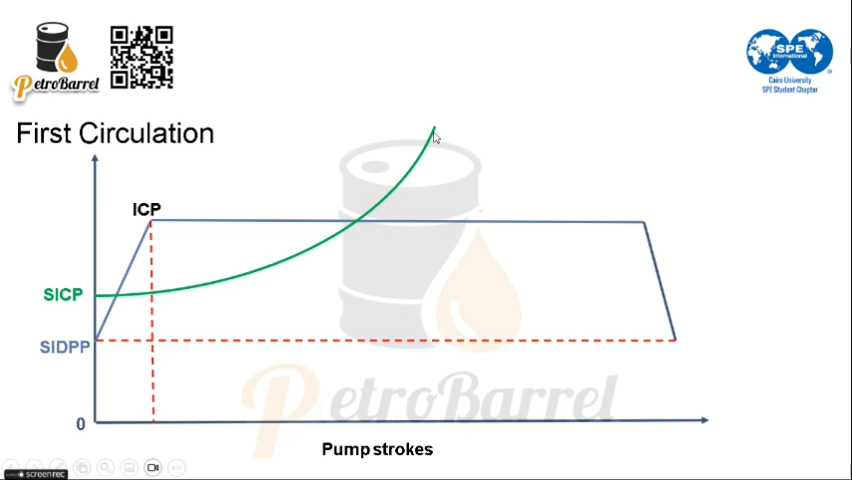 PetroBarrel
SPE
International
Cairo University
SPE Student Chapter
First Circulation
ICP
SICP
SIDPP
0
PetroBarrel
Pump strokes
screenrec